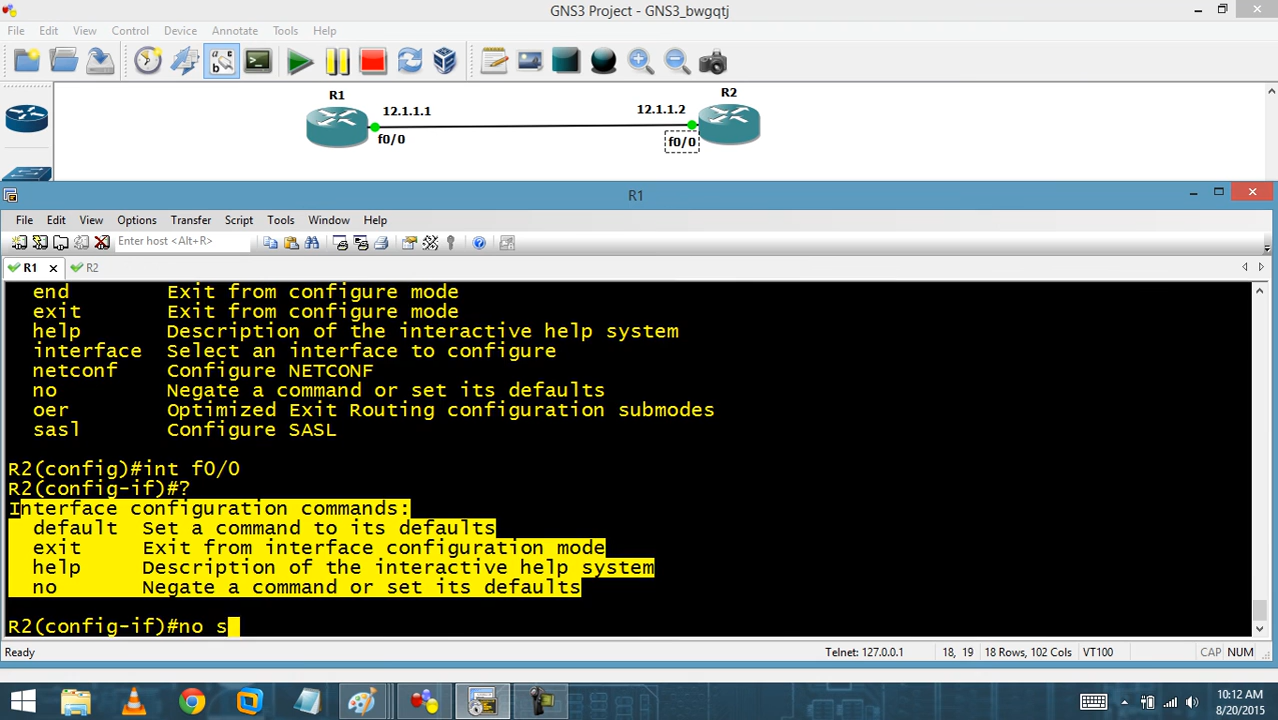 GNS3 Project - GNS3_bwgqtj
File Edit View Control Device Annotate Tools Help
R1
R2
12.1.1.1
12.1.1.2
f0/0
f0/0
R1
File Edit View Options Transfer Script Tools Window Help
Enter host <Alt+R>
R1
R2
end Exit from configure mode
exit Exit from configure mode
help Description of the interactive help system
interface Select an interface to configure
netconf Configure NETCONF
no Negate a command or set its defaults
oer Optimized Exit Routing configuration submodes
sasl Configure SASL
R2(config)#int f0/0
R2(config-if)#?
Interface configuration commands:
default Set a command to its defaults
exit Exit from interface configuration mode
help Description of the interactive help system
no Negate a command or set its defaults
R2(config-if)#no s
Ready Telnet: 127.0.0.1 18, 19 18 Rows, 102 Cols VT100 CAP NUM
10:12 AM
8/20/2015